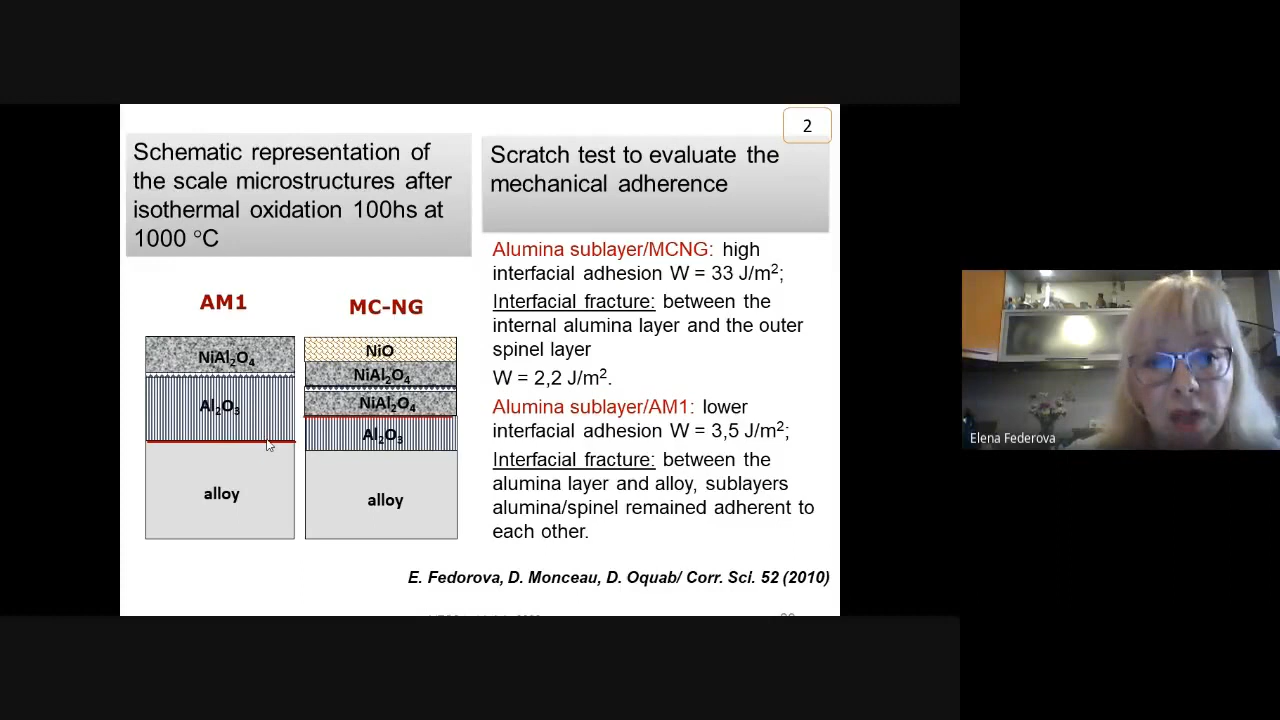 2
Schematic representation of
the scale microstructures after
isothermal oxidation 100hs at
1000 °C
Scratch test to evaluate the
mechanical adherence
AM1
MC-NG
NiAl2O4
Al2O3
alloy
NiO
NiAl2O4
NiAl2O4
Al2O3
alloy
Alumina sublayer/MCNG: high
interfacial adhesion W = 33 J/m²;
Interfacial fracture: between the
internal alumina layer and the outer
spinel layer
W = 2,2 J/m².
Alumina sublayer/AM1: lower
interfacial adhesion W = 3,5 J/m²;
Interfacial fracture: between the
alumina layer and alloy, sublayers
alumina/spinel remained adherent to
each other.
E. Fedorova, D. Monceau, D. Oquab/ Corr. Sci. 52 (2010)
Elena Federova